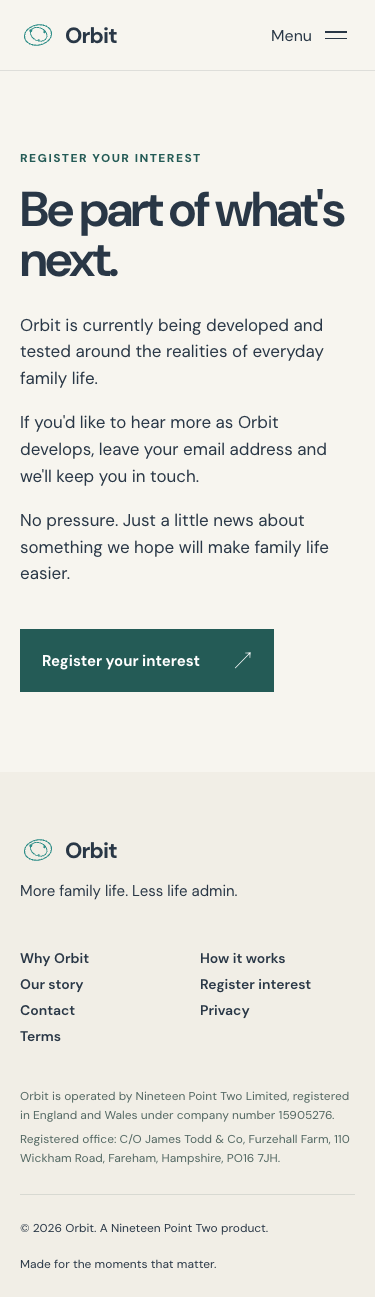 Orbit
Menu
REGISTER YOUR INTEREST
Be part of what's
next.
Orbit is currently being developed and
tested around the realities of everyday
family life.
If you'd like to hear more as Orbit
develops, leave your email address and
we'll keep you in touch.
No pressure. Just a little news about
something we hope will make family life
easier.
Register your interest
Orbit
More family life. Less life admin.
Why Orbit
How it works
Our story
Register interest
Contact
Privacy
Terms
Orbit is operated by Nineteen Point Two Limited, registered
in England and Wales under company number 15905276.
Registered office: C/O James Todd & Co, Furzehall Farm, 110
Wickham Road, Fareham, Hampshire, PO16 7JH.
© 2026 Orbit. A Nineteen Point Two product.
Made for the moments that matter.